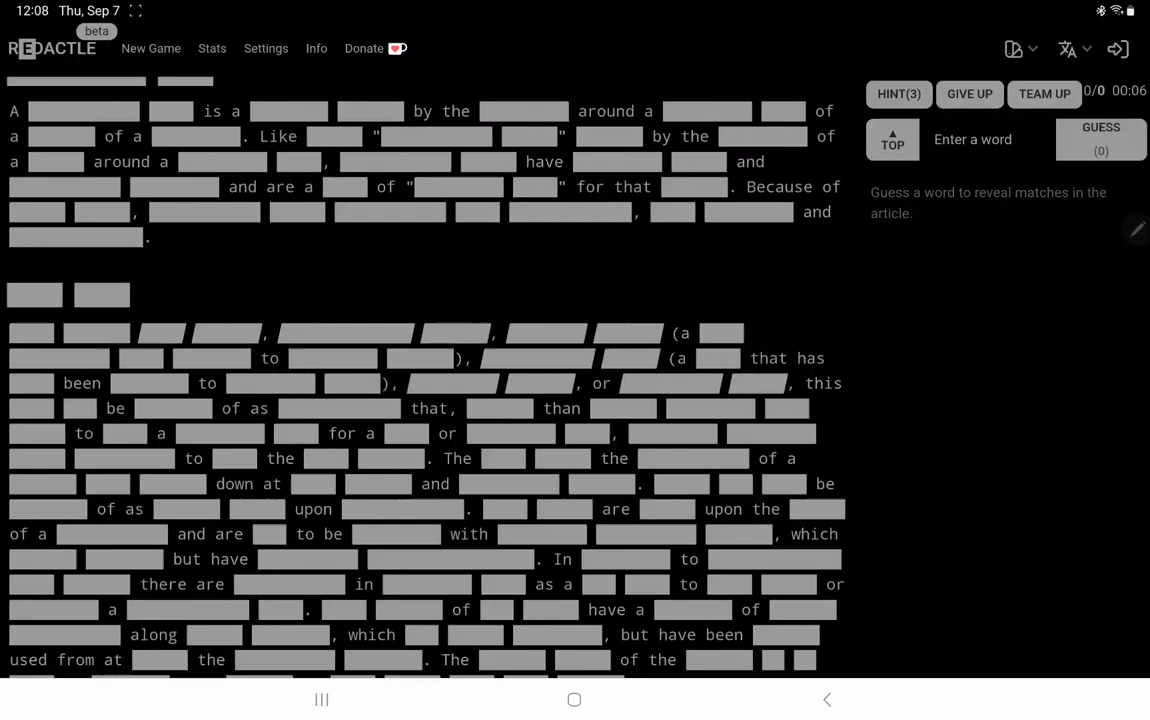 12:08 Thu, Sep 7
beta
REDACTLE New Game Stats Settings Info Donate
HINT(3) GIVE UP TEAM UP 0/0 00:06
TOP Enter a word GUESS (0)
Guess a word to reveal matches in the
article.
A is a by the around a of
a of a . Like " " by the of
a around a , have and
and are a of " " for that . Because of
, , and
.
, , (a
to ), (a that has
been to ), , or , this
be of as that, than
to a for a or ,
to the . The the of a
down at and . be
of as upon . are upon the
of a and are to be with , which
but have . In to
there are in as a to or
a . of have a of
along , which , but have been
used from at the . The of the